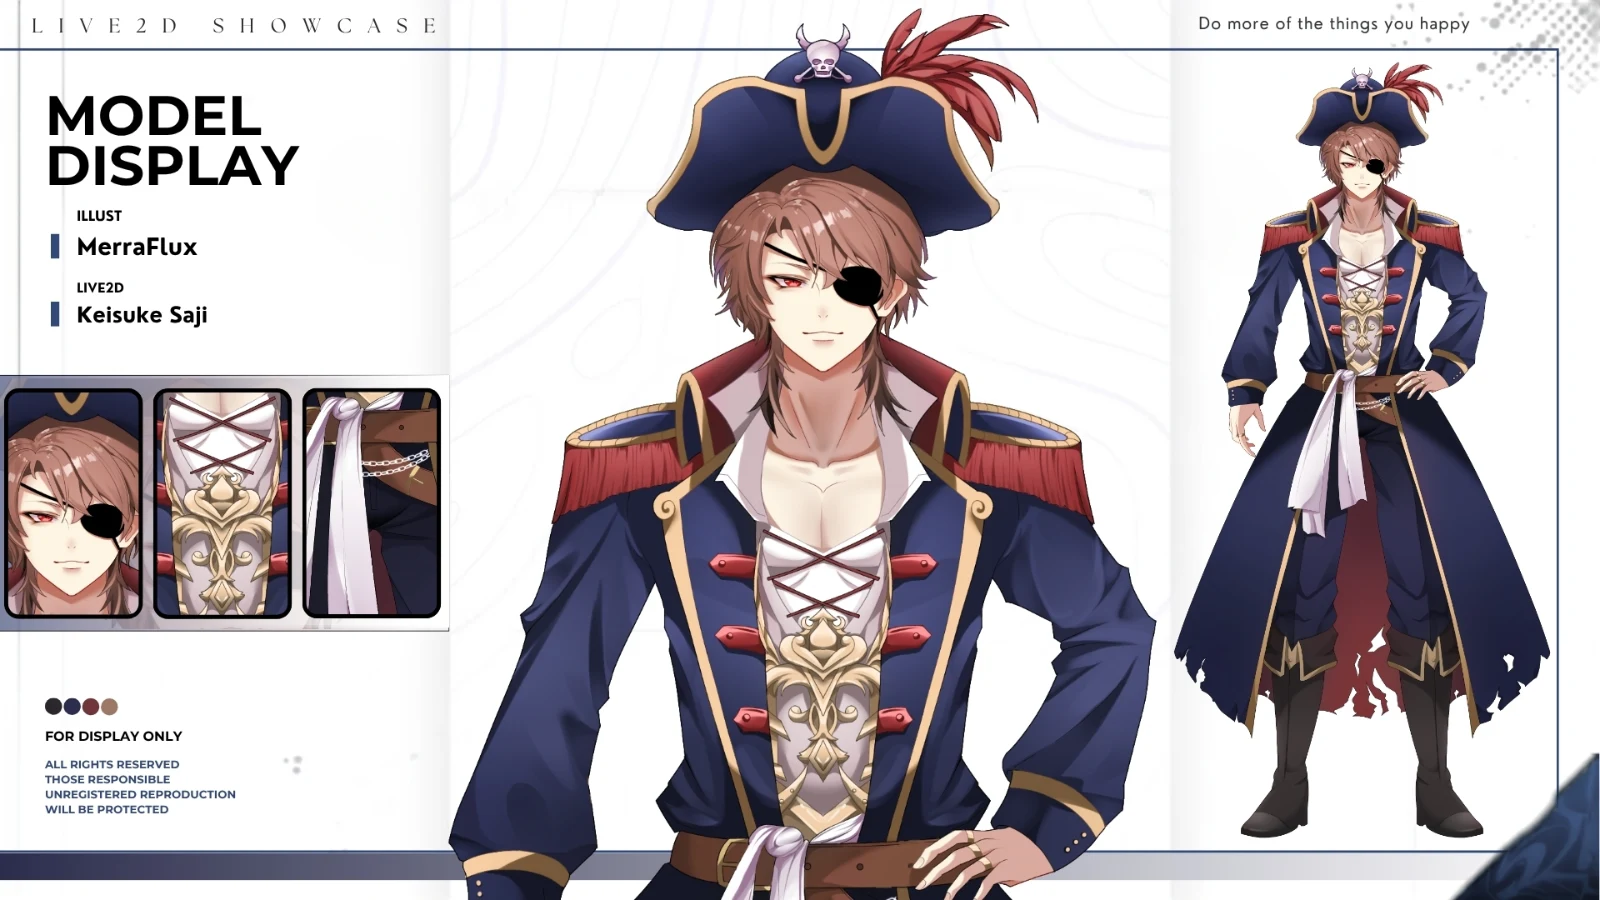 LIVE2D SHOWCASE
Do more of the things you happy
MODEL
DISPLAY
ILLUST
MerraFlux
LIVE2D
Keisuke Saji
FOR DISPLAY ONLY
ALL RIGHTS RESERVED
THOSE RESPONSIBLE
UNREGISTERED REPRODUCTION
WILL BE PROTECTED